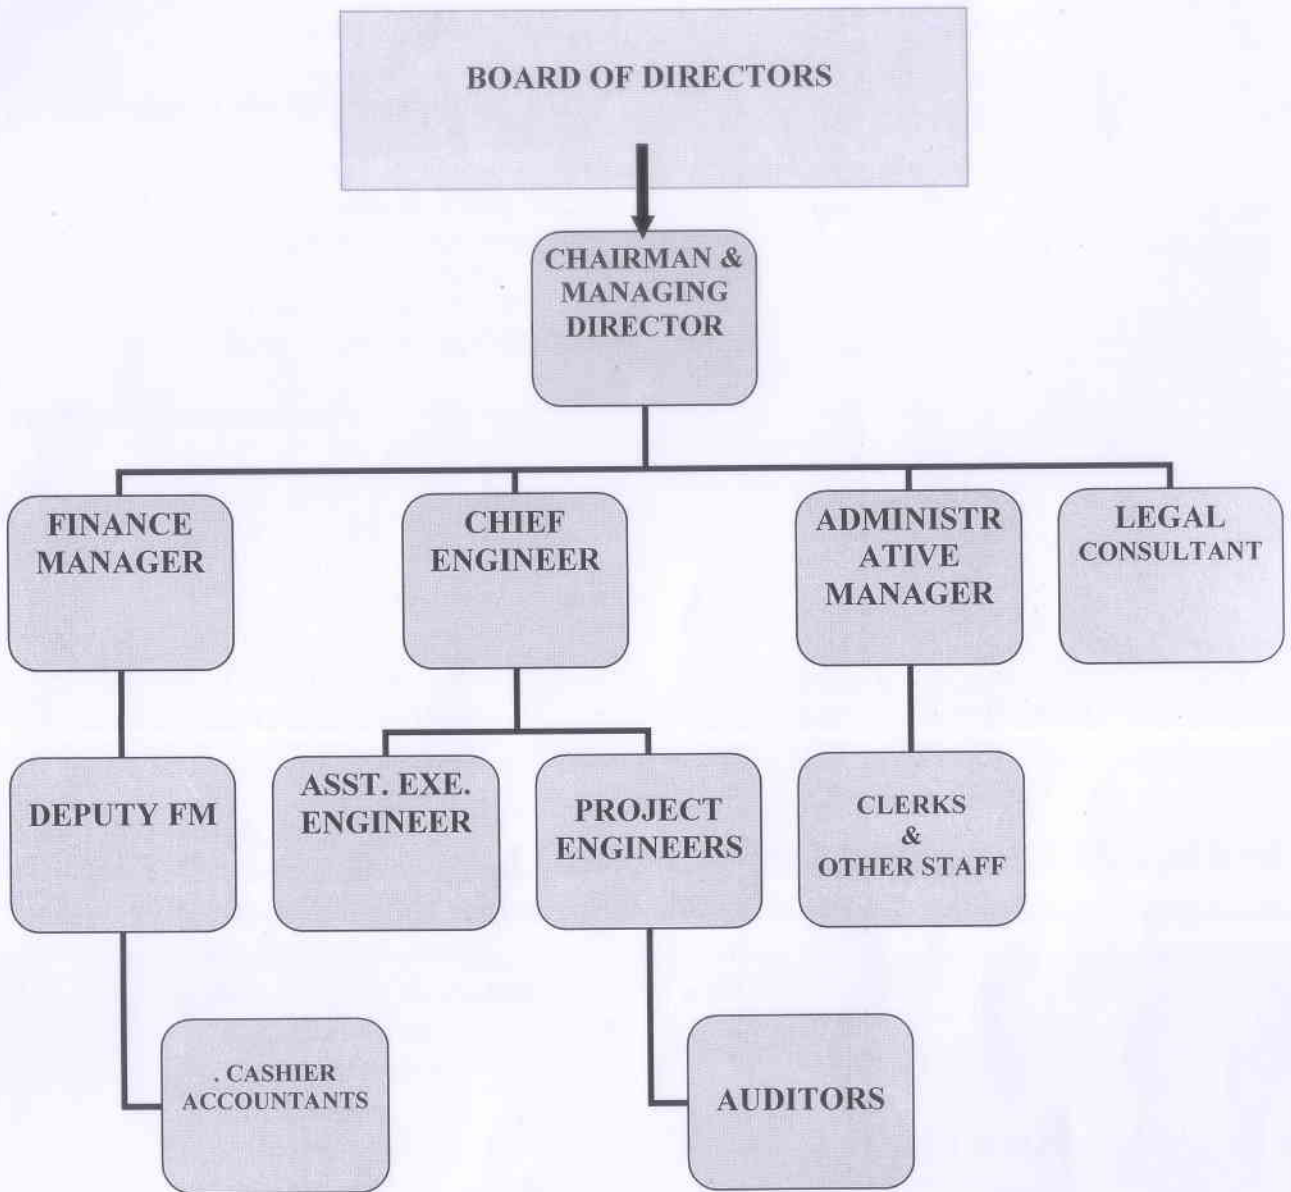 BOARD OF DIRECTORS
CHAIRMAN &
MANAGING
DIRECTOR
FINANCE
MANAGER
CHIEF
ENGINEER
ADMINISTR
ATIVE
MANAGER
LEGAL
CONSULTANT
DEPUTY FM
ASST. EXE.
ENGINEER
PROJECT
ENGINEERS
CLERKS
&
OTHER STAFF
. CASHIER
ACCOUNTANTS
AUDITORS